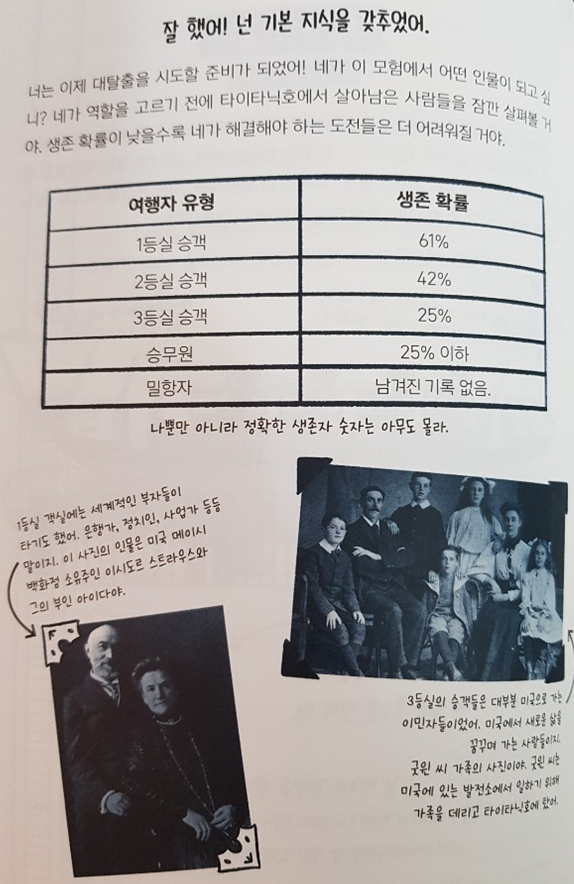 잘 했어! 넌 기본 지식을 갖추었어.
너는 이제 대탈출을 시도할 준비가 되었어! 네가 이 모험에서 어떤 인물이 되고 싶
니? 네가 역할을 고르기 전에 타이타닉호에서 살아남은 사람들을 잠깐 살펴볼 거
야. 생존 확률이 낮을수록 네가 해결해야 하는 도전들은 더 어려워질 거야.
여행자 유형 생존 확률
1등실 승객 61%
2등실 승객 42%
3등실 승객 25%
승무원 25% 이하
밀항자 남겨진 기록 없음.
나뿐만 아니라 정확한 생존자 숫자는 아무도 몰라.
1등실 객실에는 세계적인 부자들이
타기도 했어. 은행가, 정치인, 사업가 등등
말이지. 이 사진의 인물은 미국 메이시
백화점 소유주인 이시도르 스트라우스와
그의 부인 아이다야.
3등실의 승객들은 대부분 미국으로 가는
이민자들이었어. 미국에서 새로운 삶을
꿈꾸며 가는 사람들이지.
굿윈 씨 가족의 사진이야. 굿윈 씨는
미국에 있는 발전소에서 일하기 위해
가족을 데리고 타이타닉호에 탔어.